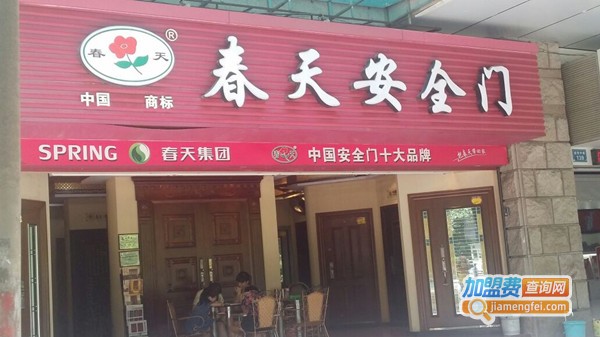 春 天 ®
中国 商标
春天安全门
SPRING 春天集团 中国安全门十大品牌
加盟费查询网
jiamengfei.com